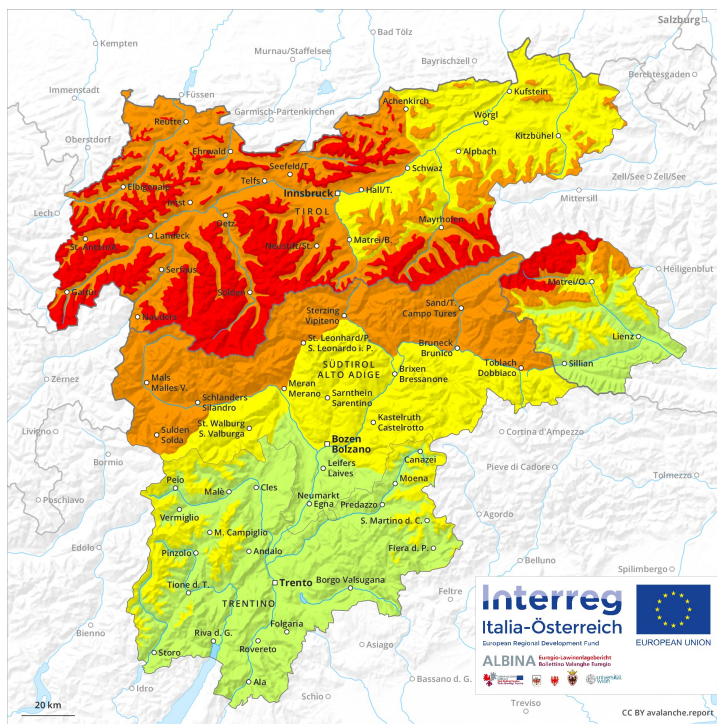 Salzburg
Kempten
Bad Tölz
Murnau/Staffelsee
Bayrischzell
Berchtesgaden
Immenstadt
Füssen
Garmisch-Partenkirchen
Achenkirch
Kufstein
Reutte
Wörgl
Oberstdorf
Ehrwald
Kitzbühel
Alpbach
Seefeld/T.
Schwaz
Zell/See
Zell/See
Telfs
Elbigenalp
Innsbruck
Hall/T.
Mittersill
Imst
TIROL
Lech
Oetz
Mayrhofen
Landeck
St. Anton/A.
Neustift/St.
Matrei/B.
Heiligenblut
Serfaus
Matrei/O.
Galtür
Sölden
Nauders
Sterzing
Vipiteno
Sand/T.
Campo Tures
St. Leonhard/P.
S. Leonardo i. P.
Lienz
Bruneck
Brunico
Sillian
SÜDTIROL
ALTO ADIGE
Brixen
Bressanone
Toblach
Dobbiaco
Zernez
Mals
Malles V.
Meran
Merano
Schlanders
Silandro
Sarnthein
Sarentino
Livigno
St. Walburg
S. Valburga
Kastelruth
Castelrotto
Cortina d'Ampezzo
Sulden
Solda
Bozen
Bolzano
Bormio
Canazei
Pieve di Cadore
Leifers
Laives
Tolmezzo
Peio
Moena
Poschiavo
Malè
Cles
Neumarkt
Egna
Predazzo
Agordo
Vermiglio
S. Martino d. C.
M. Campiglio
Edolo
Pinzolo
Andalo
Fiera d. P.
Belluno
Spilimbergo
Tione d. T.
Trento
Borgo Valsugana
Feltre
TRENTINO
Bienno
Folgaria
Riva d. G.
Rovereto
Asiago
Storo
Bassano d. G.
Idro
Ala
Schio
Treviso
Interreg
Italia-Österreich
European Regional Development Fund
EUROPEAN UNION
ALBINA
Euregio-Lawinenlagebericht
Bollettino Valanghe Euregio
universität
wien
20 km
CC BY avalanche.report